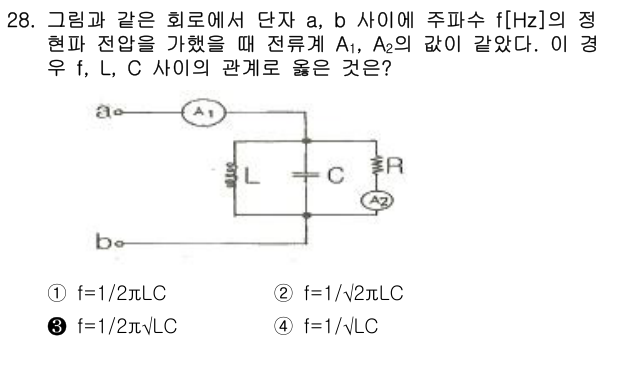 28. 그림과 같은 회로에서 단자 a, b 사이에 주파수 f[Hz]의 정
현파 전압을 가했을 때 전류계 A₁, A₂의 값이 같았다. 이 경
우 f, L, C 사이의 관계로 옳은 것은?
a
A1
L
C
R
A2
b
① f=1/2πLC ② f=1/√2πLC
❸ f=1/2π√LC ④ f=1/√LC